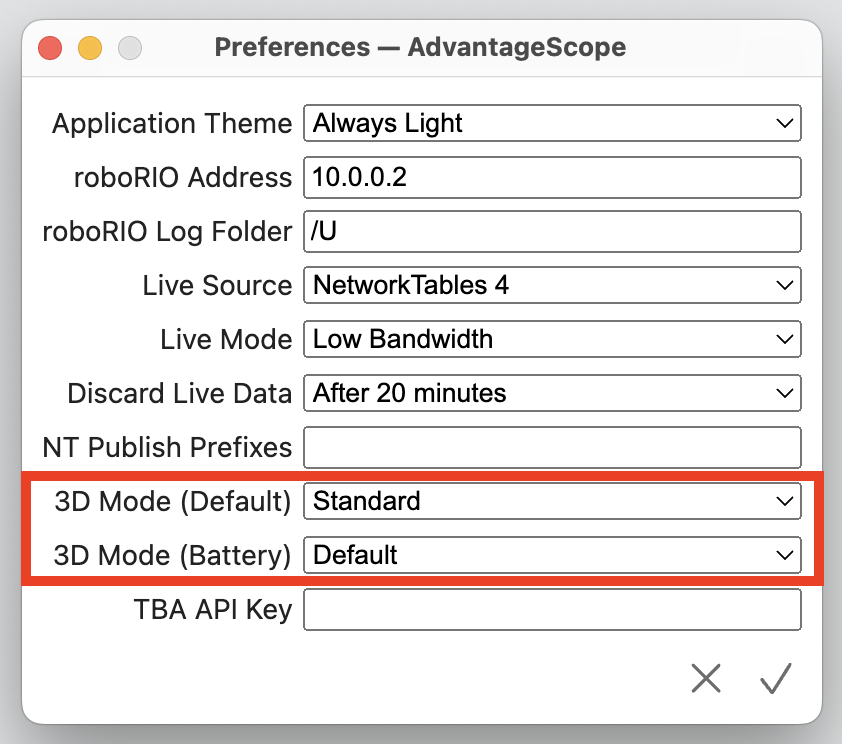 Preferences — AdvantageScope
Application Theme Always Light
roboRIO Address 10.0.0.2
roboRIO Log Folder /U
Live Source NetworkTables 4
Live Mode Low Bandwidth
Discard Live Data After 20 minutes
NT Publish Prefixes
3D Mode (Default) Standard
3D Mode (Battery) Default
TBA API Key